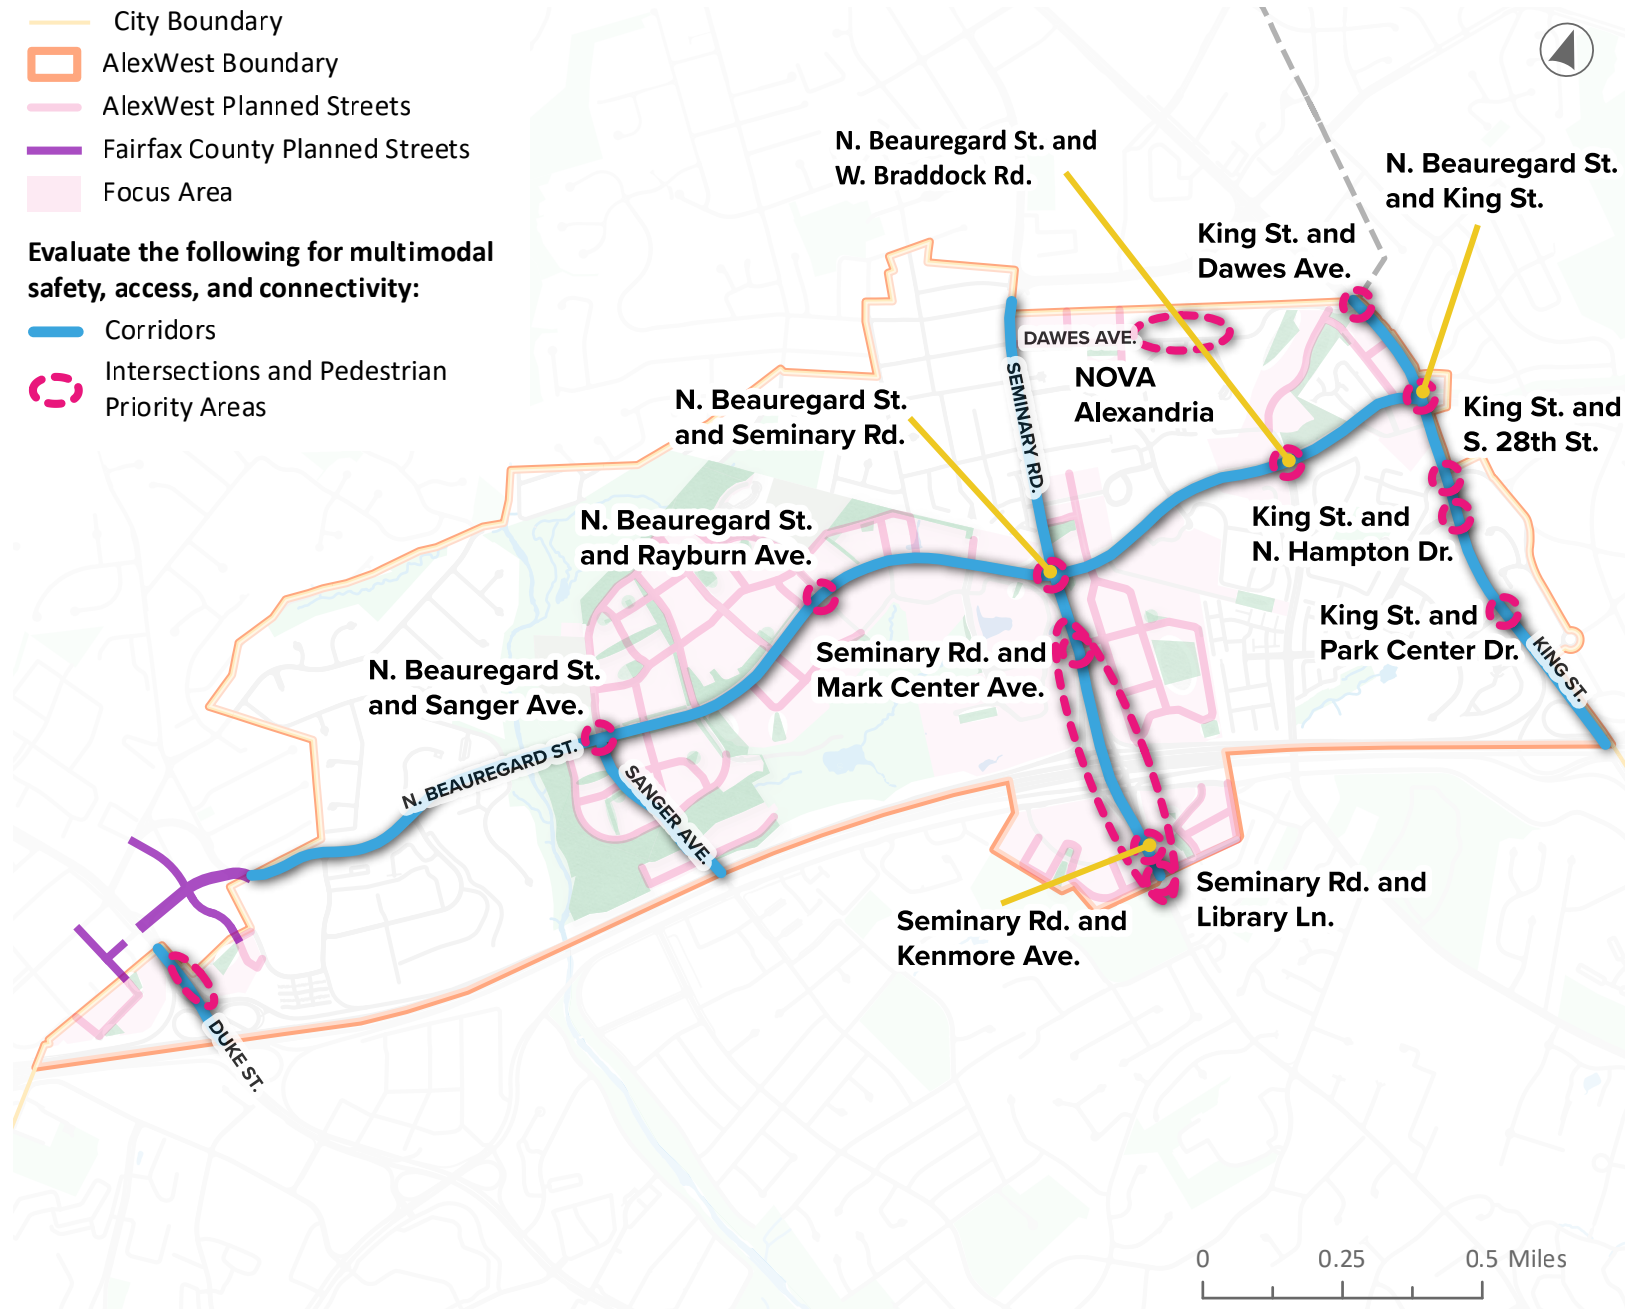 City Boundary
AlexWest Boundary
AlexWest Planned Streets
Fairfax County Planned Streets
Focus Area
Evaluate the following for multimodal
safety, access, and connectivity:
Corridors
Intersections and Pedestrian
Priority Areas
N. Beauregard St. and
W. Braddock Rd.
N. Beauregard St.
and King St.
King St. and
Dawes Ave.
DAWES AVE.
NOVA
Alexandria
SEMINARY RD.
N. Beauregard St.
and Seminary Rd.
King St. and
S. 28th St.
N. Beauregard St.
and Rayburn Ave.
King St. and
N. Hampton Dr.
King St. and
Park Center Dr.
KING ST.
Seminary Rd. and
Mark Center Ave.
N. Beauregard St.
and Sanger Ave.
N. BEAUREGARD ST.
SANGER AVE.
Seminary Rd. and
Library Ln.
Seminary Rd. and
Kenmore Ave.
DUKE ST.
0 0.25 0.5 Miles